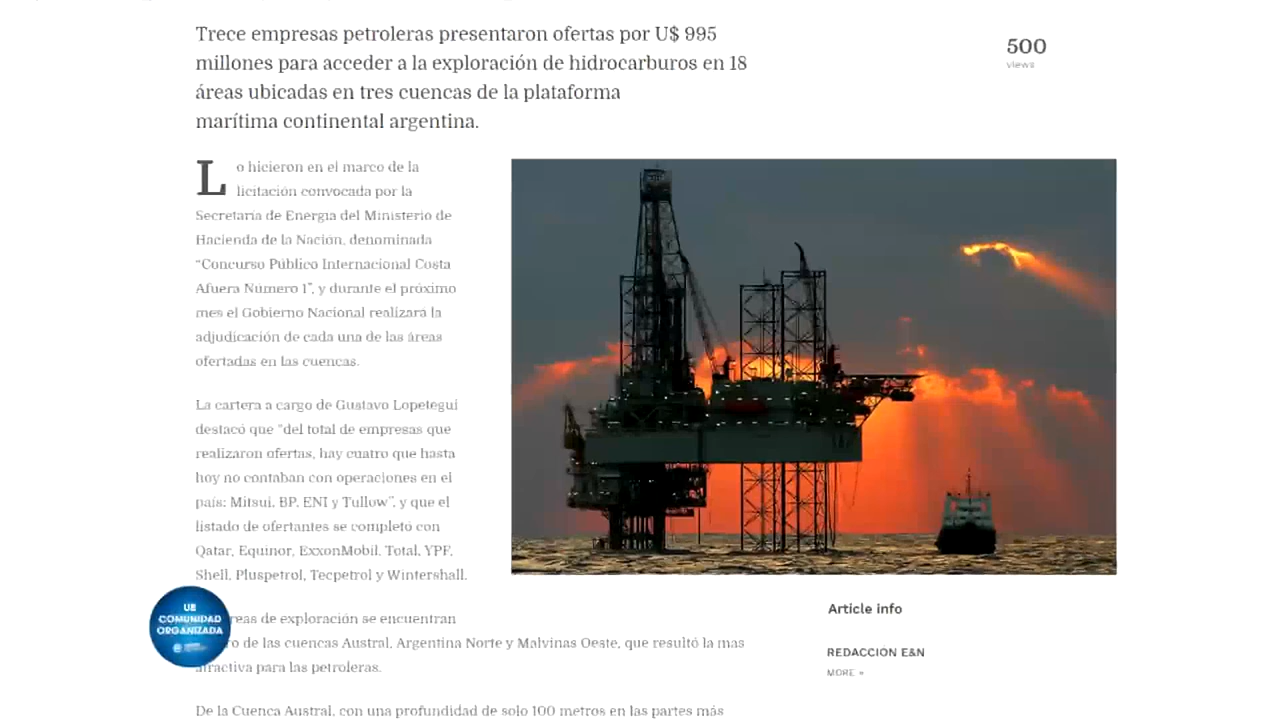 Trece empresas petroleras presentaron ofertas por U$ 995
millones para acceder a la exploración de hidrocarburos en 18
áreas ubicadas en tres cuencas de la plataforma
marítima continental argentina.
500
views
Lo hicieron en el marco de la
licitación convocada por la
Secretaría de Energía del Ministerio de
Hacienda de la Nación, denominada
“Concurso Público Internacional Costa
Afuera Número 1”, y durante el próximo
mes el Gobierno Nacional realizará la
adjudicación de cada una de las áreas
ofertadas en las cuencas.
La cartera a cargo de Gustavo Lopetegui
destacó que “del total de empresas que
realizaron ofertas, hay cuatro que hasta
hoy no contaban con operaciones en el
país: Mitsui, BP, ENI y Tullow”, y que el
listado de ofertantes se completó con
Qatar, Equinor, ExxonMobil, Total, YPF,
Shell, Pluspetrol, Tecpetrol y Wintershall.
reas de exploración se encuentran
ro de las cuencas Austral, Argentina Norte y Malvinas Oeste, que resultó la mas
atractiva para las petroleras.
De la Cuenca Austral, con una profundidad de solo 100 metros en las partes más
UB
COMUNIDAD
ORGANIZADA
Article info
REDACCION E&N
MORE »